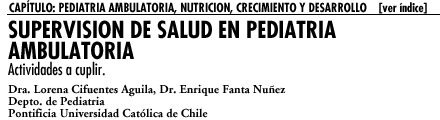 CAPÍTULO: PEDIATRIA AMBULATORIA, NUTRICION, CRECIMIENTO Y DESARROLLO [ver índice]
SUPERVISION DE SALUD EN PEDIATRIA
AMBULATORIA
Actividades a cuplir.
Dra. Lorena Cifuentes Aguila, Dr. Enrique Fanta Nuñez
Depto. de Pediatria
Pontificia Universidad Católica de Chile